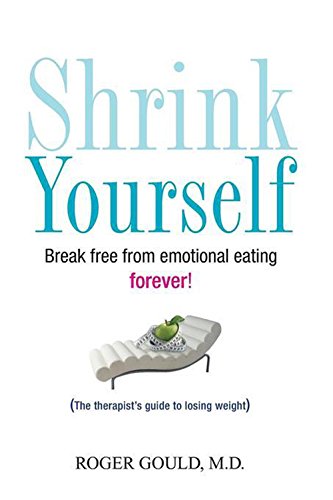 Shrink
Yourself
Break free from emotional eating
forever!
(The therapist's guide to losing weight)
ROGER GOULD, M.D.